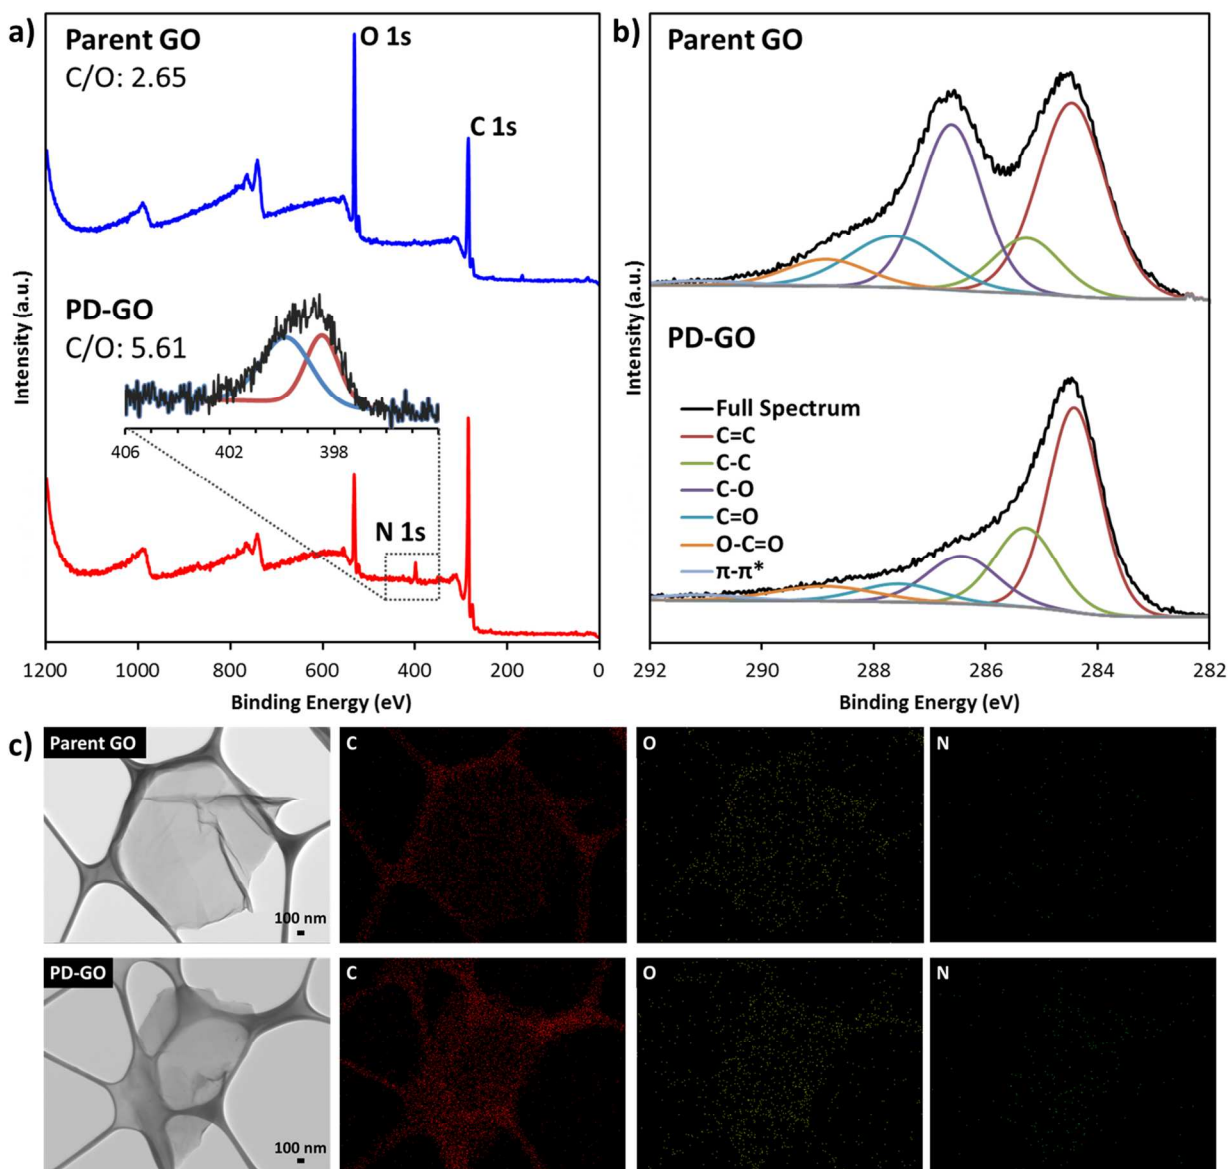 a)
Parent GO
C/O: 2.65
O 1s
C 1s
PD-GO
C/O: 5.61
406 402 398
N 1s
Intensity (a.u.)
1200 1000 800 600 400 200 0
Binding Energy (eV)
b)
Parent GO
PD-GO
Full Spectrum
C=C
C-C
C-O
C=O
O-C=O
π-π*
Intensity (a.u.)
292 290 288 286 284 282
Binding Energy (eV)
c)
Parent GO
100 nm
C
O
N
PD-GO
100 nm
C
O
N